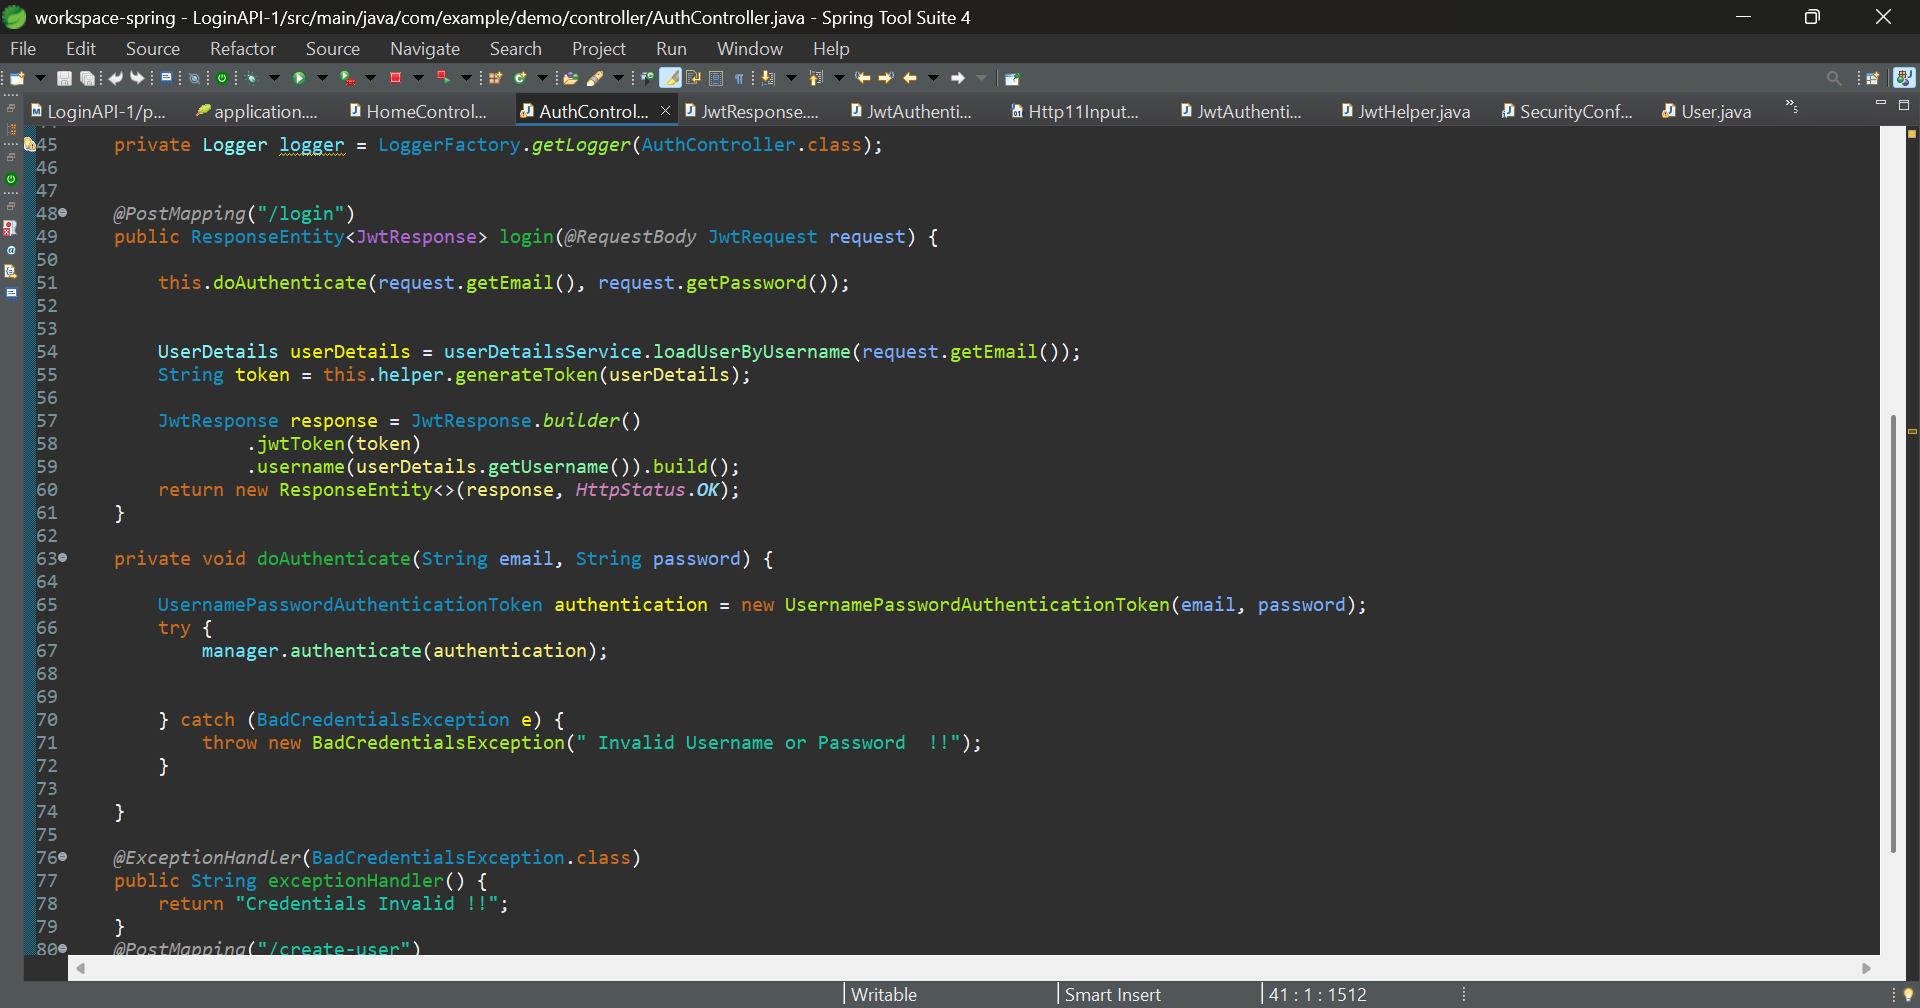 workspace-spring - LoginAPI-1/src/main/java/com/example/demo/controller/AuthController.java - Spring Tool Suite 4
File Edit Source Refactor Source Navigate Search Project Run Window Help
LoginAPI-1/p... application.... HomeControl... AuthControl... JwtResponse.... JwtAuthenti... Http11Input... JwtAuthenti... JwtHelper.java SecurityConf... User.java »5
45 private Logger logger = LoggerFactory.getLogger(AuthController.class);
46
47
48 @PostMapping("/login")
49 public ResponseEntity<JwtResponse> login(@RequestBody JwtRequest request) {
50
51 this.doAuthenticate(request.getEmail(), request.getPassword());
52
53
54 UserDetails userDetails = userDetailsService.loadUserByUsername(request.getEmail());
55 String token = this.helper.generateToken(userDetails);
56
57 JwtResponse response = JwtResponse.builder()
58 .jwtToken(token)
59 .username(userDetails.getUsername()).build();
60 return new ResponseEntity<>(response, HttpStatus.OK);
61 }
62
63 private void doAuthenticate(String email, String password) {
64
65 UsernamePasswordAuthenticationToken authentication = new UsernamePasswordAuthenticationToken(email, password);
66 try {
67 manager.authenticate(authentication);
68
69
70 } catch (BadCredentialsException e) {
71 throw new BadCredentialsException(" Invalid Username or Password  !!");
72 }
73
74 }
75
76 @ExceptionHandler(BadCredentialsException.class)
77 public String exceptionHandler() {
78 return "Credentials Invalid !!";
79 }
80 @PostMapping("/create-user")
Writable Smart Insert 41 : 1 : 1512